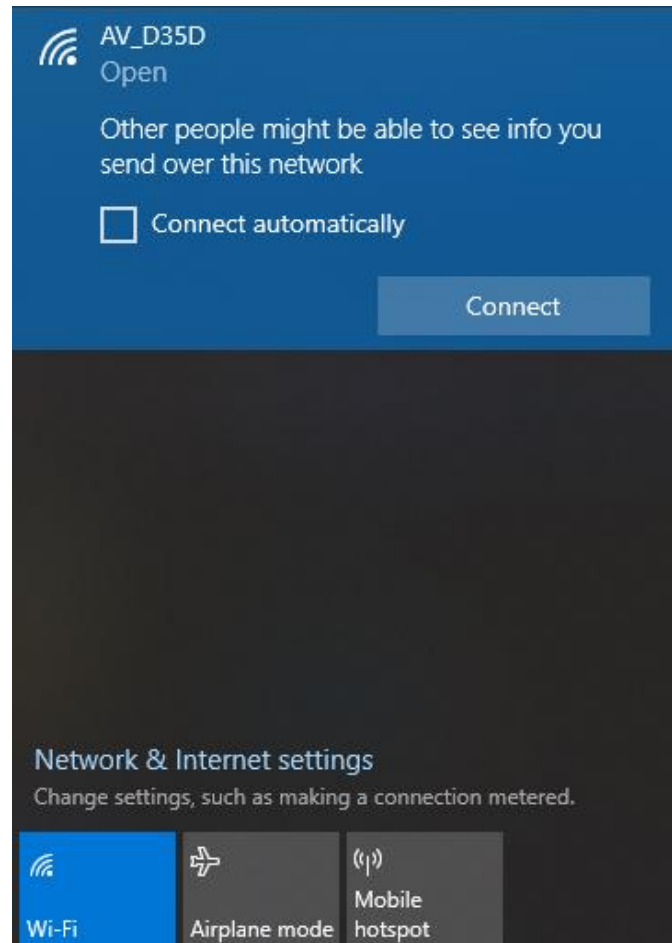 AV_D35D
Open
Other people might be able to see info you
send over this network
Connect automatically
Connect
Network & Internet settings
Change settings, such as making a connection metered.
Wi-Fi
Airplane mode
Mobile
hotspot